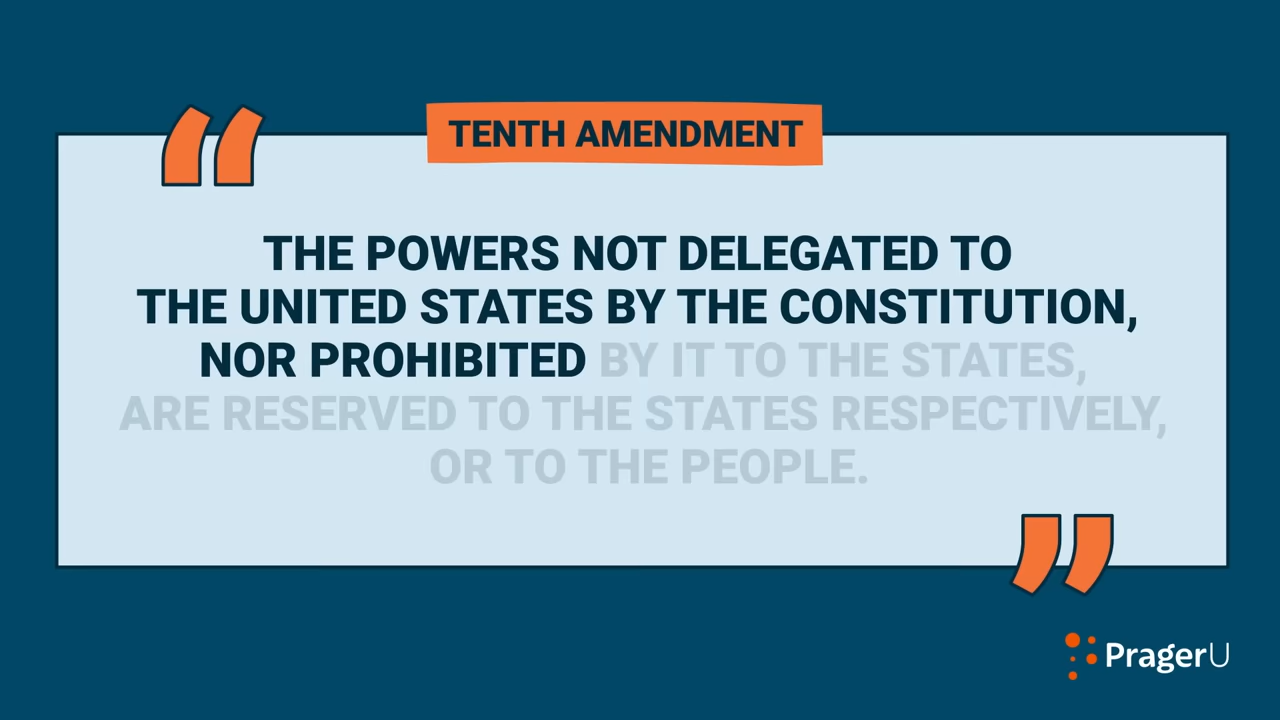 TENTH AMENDMENT
“
THE POWERS NOT DELEGATED TO
THE UNITED STATES BY THE CONSTITUTION,
NOR PROHIBITED BY IT TO THE STATES,
ARE RESERVED TO THE STATES RESPECTIVELY,
OR TO THE PEOPLE.
”
PragerU